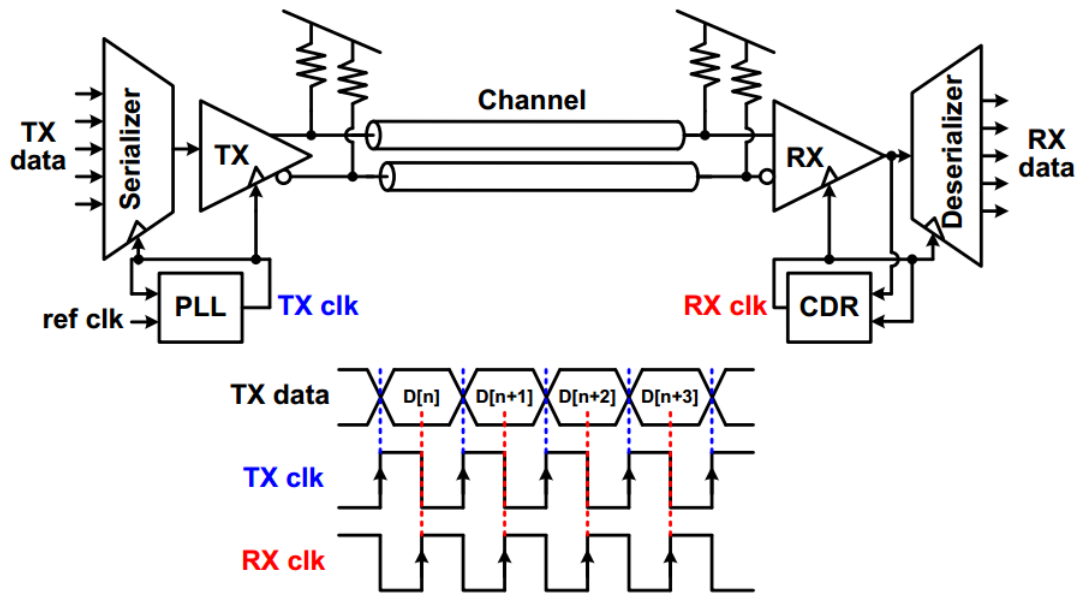 Channel
TX
data
Serializer
TX
RX
Deserializer
RX
data
ref clk
PLL
TX clk
RX clk
CDR
TX data
D[n]
D[n+1]
D[n+2]
D[n+3]
TX clk
RX clk